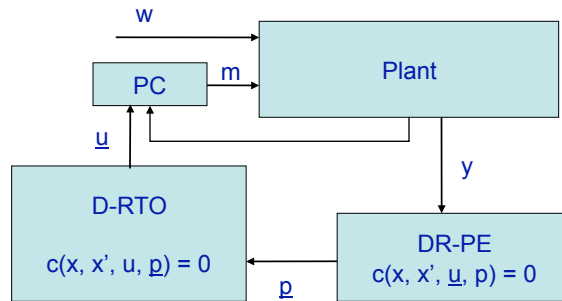 w
Plant
PC
m
u
y
D-RTO
c(x, x', u, p) = 0
DR-PE
c(x, x', u, p) = 0
p